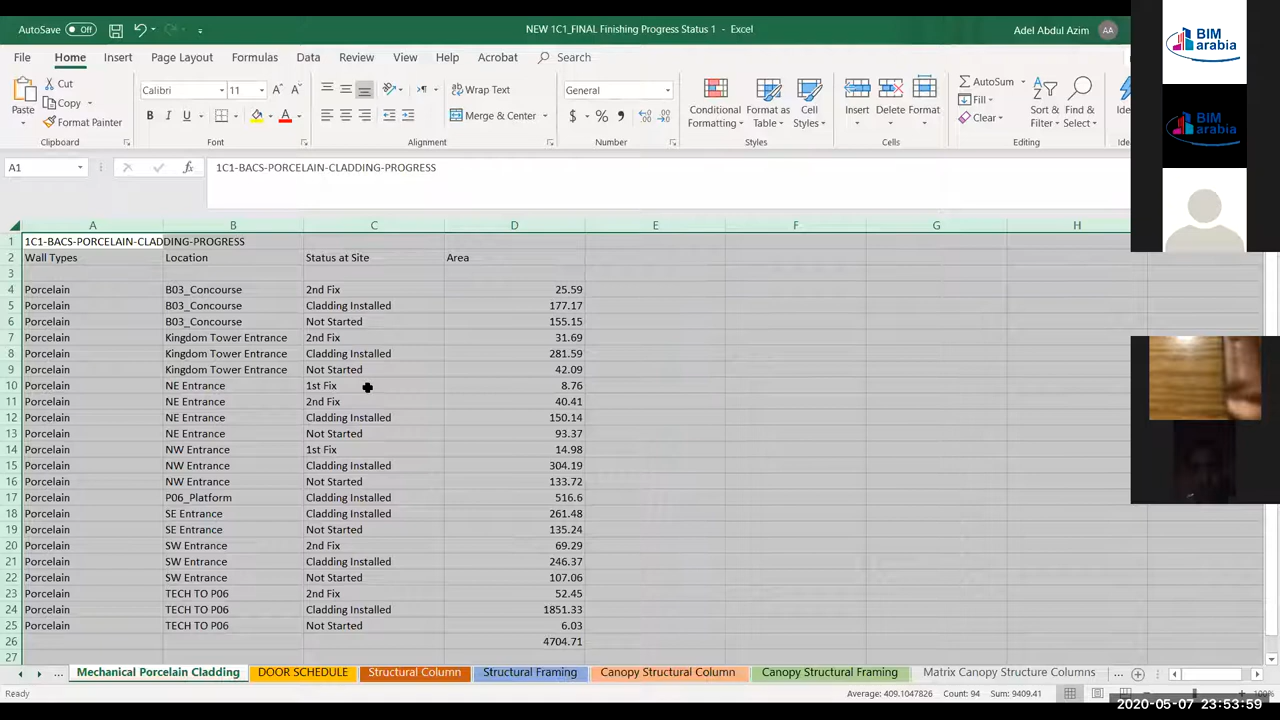 AutoSave Off NEW 1C1_FINAL Finishing Progress Status 1 - Excel Adel Abdul Azim AA
File Home Insert Page Layout Formulas Data Review View Help Acrobat Search
Paste Cut Copy Format Painter Clipboard
Calibri 11 A A B I U A Font
ab Wrap Text Merge & Center Alignment
General $ % , Number
Conditional Formatting Format as Table Cell Styles Styles
Insert Delete Format Cells
AutoSum Fill Clear Sort & Filter Find & Select Editing
Ideas
BIM arabia
BIM arabia
A1 fx 1C1-BACS-PORCELAIN-CLADDING-PROGRESS
A B C D E F G H
1 1C1-BACS-PORCELAIN-CLADDING-PROGRESS
2 Wall Types Location Status at Site Area
3
4 Porcelain B03_Concourse 2nd Fix 25.59
5 Porcelain B03_Concourse Cladding Installed 177.17
6 Porcelain B03_Concourse Not Started 155.15
7 Porcelain Kingdom Tower Entrance 2nd Fix 31.69
8 Porcelain Kingdom Tower Entrance Cladding Installed 281.59
9 Porcelain Kingdom Tower Entrance Not Started 42.09
10 Porcelain NE Entrance 1st Fix 8.76
11 Porcelain NE Entrance 2nd Fix 40.41
12 Porcelain NE Entrance Cladding Installed 150.14
13 Porcelain NE Entrance Not Started 93.37
14 Porcelain NW Entrance 1st Fix 14.98
15 Porcelain NW Entrance Cladding Installed 304.19
16 Porcelain NW Entrance Not Started 133.72
17 Porcelain P06_Platform Cladding Installed 516.6
18 Porcelain SE Entrance Cladding Installed 261.48
19 Porcelain SE Entrance Not Started 135.24
20 Porcelain SW Entrance 2nd Fix 69.29
21 Porcelain SW Entrance Cladding Installed 246.37
22 Porcelain SW Entrance Not Started 107.06
23 Porcelain TECH TO P06 2nd Fix 52.45
24 Porcelain TECH TO P06 Cladding Installed 1851.33
25 Porcelain TECH TO P06 Not Started 6.03
26 4704.71
27
... Mechanical Porcelain Cladding DOOR SCHEDULE Structural Column Structural Framing Canopy Structural Column Canopy Structural Framing Matrix Canopy Structure Columns ...
Ready Average: 409.1047826 Count: 94 Sum: 9409.41 100%
2020-05-07 23:53:59